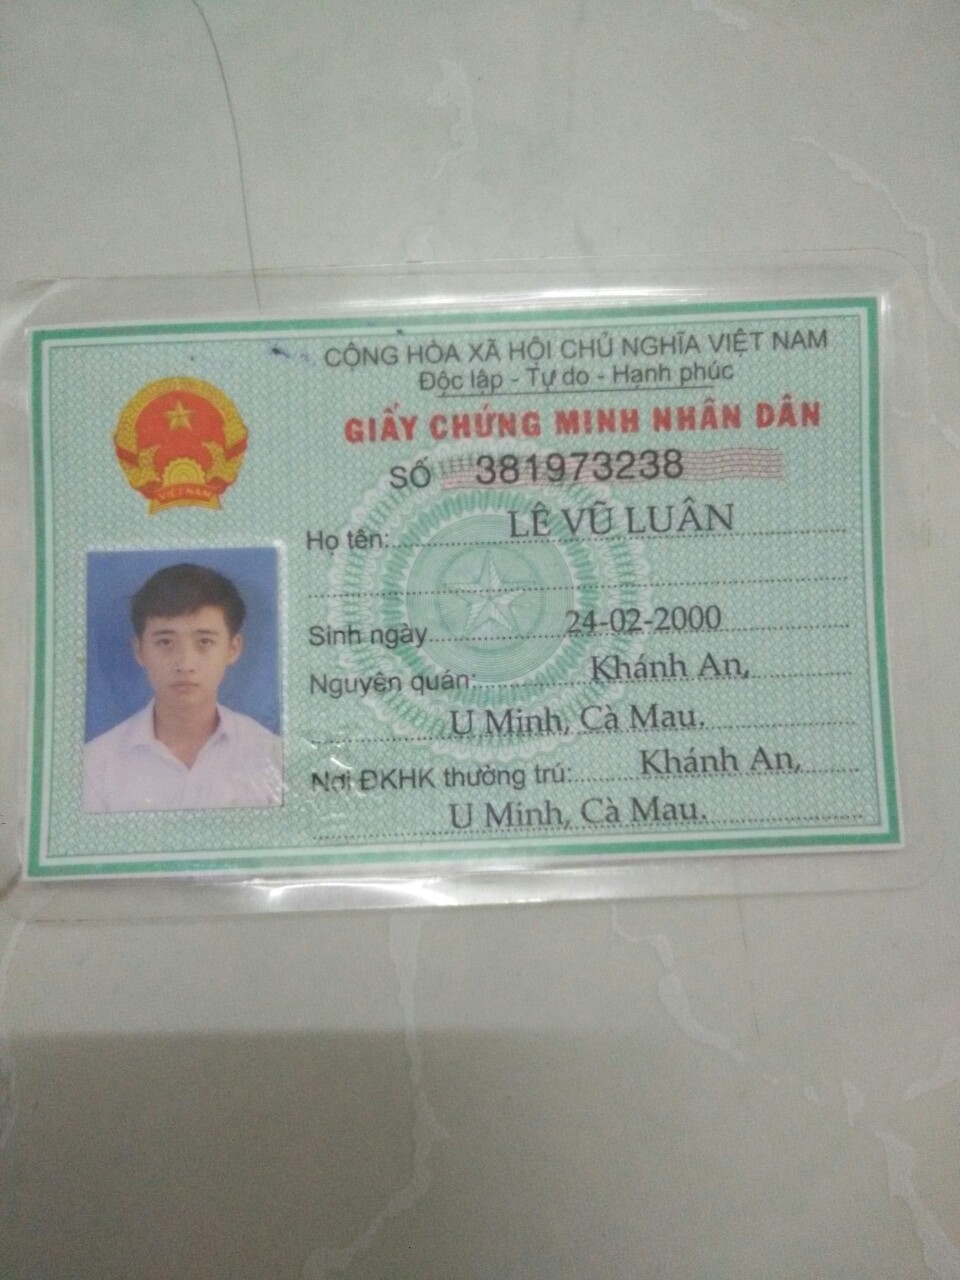 CỘNG HÒA XÃ HỘI CHỦ NGHĨA VIỆT NAM
Độc lập - Tự do - Hạnh phúc
GIẤY CHỨNG MINH NHÂN DÂN
SỐ 381973238
VIỆT NAM
Họ tên: LÊ VŨ LUÂN
Sinh ngày 24-02-2000
Nguyên quán: Khánh An,
U Minh, Cà Mau.
Nơi ĐKHK thường trú: Khánh An,
U Minh, Cà Mau.